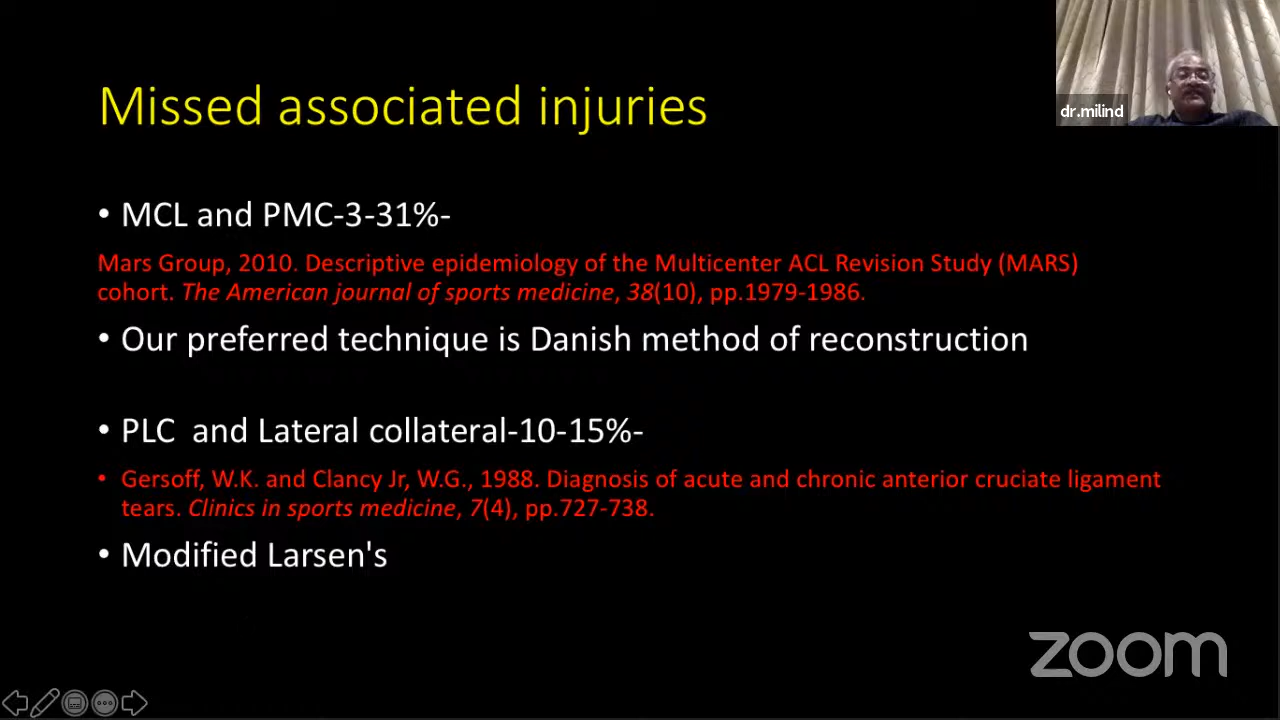 Missed associated injuries
dr.milind
• MCL and PMC-3-31%-
Mars Group, 2010. Descriptive epidemiology of the Multicenter ACL Revision Study (MARS)
cohort. The American journal of sports medicine, 38(10), pp.1979-1986.
• Our preferred technique is Danish method of reconstruction
• PLC  and Lateral collateral-10-15%-
• Gersoff, W.K. and Clancy Jr, W.G., 1988. Diagnosis of acute and chronic anterior cruciate ligament
tears. Clinics in sports medicine, 7(4), pp.727-738.
• Modified Larsen's
zoom